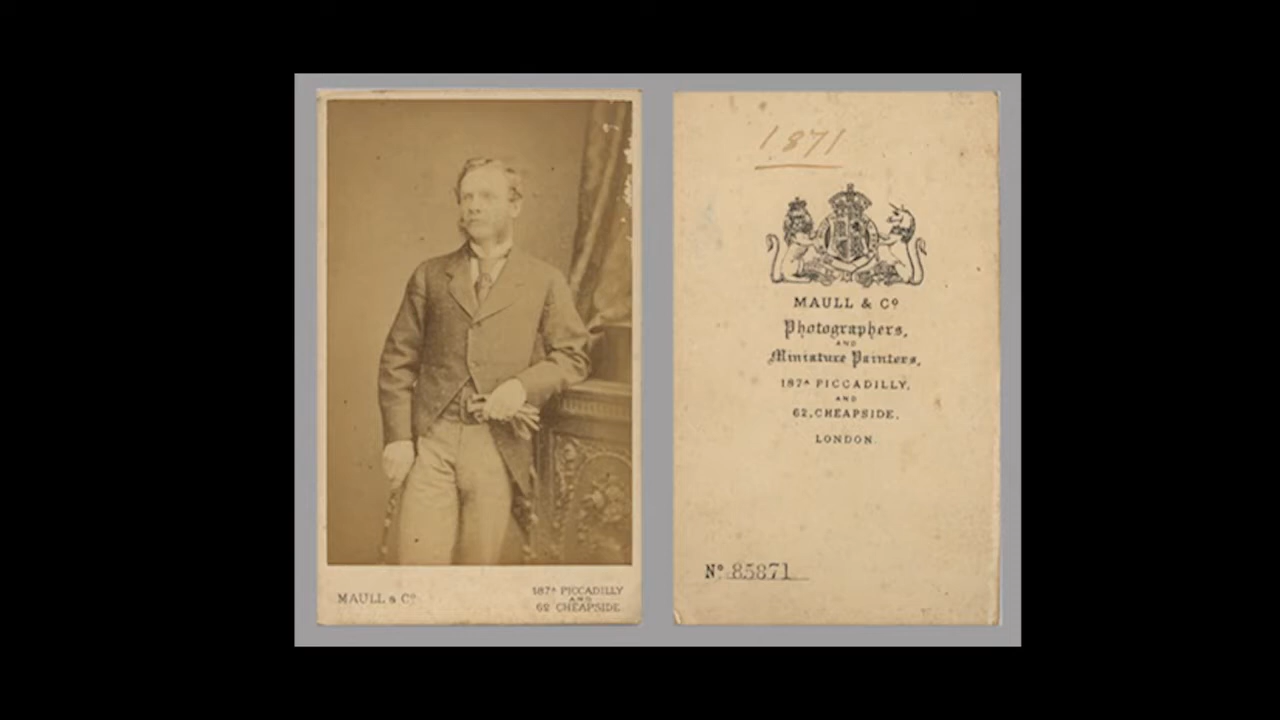 MAULL & Cº
187ᴬ PICCADILLY
AND
62 CHEAPSIDE.
1871
MAULL & Cº
Photographers,
AND
Miniature Painters,
187ᴬ PICCADILLY,
AND
62, CHEAPSIDE.
LONDON.
Nº 85871